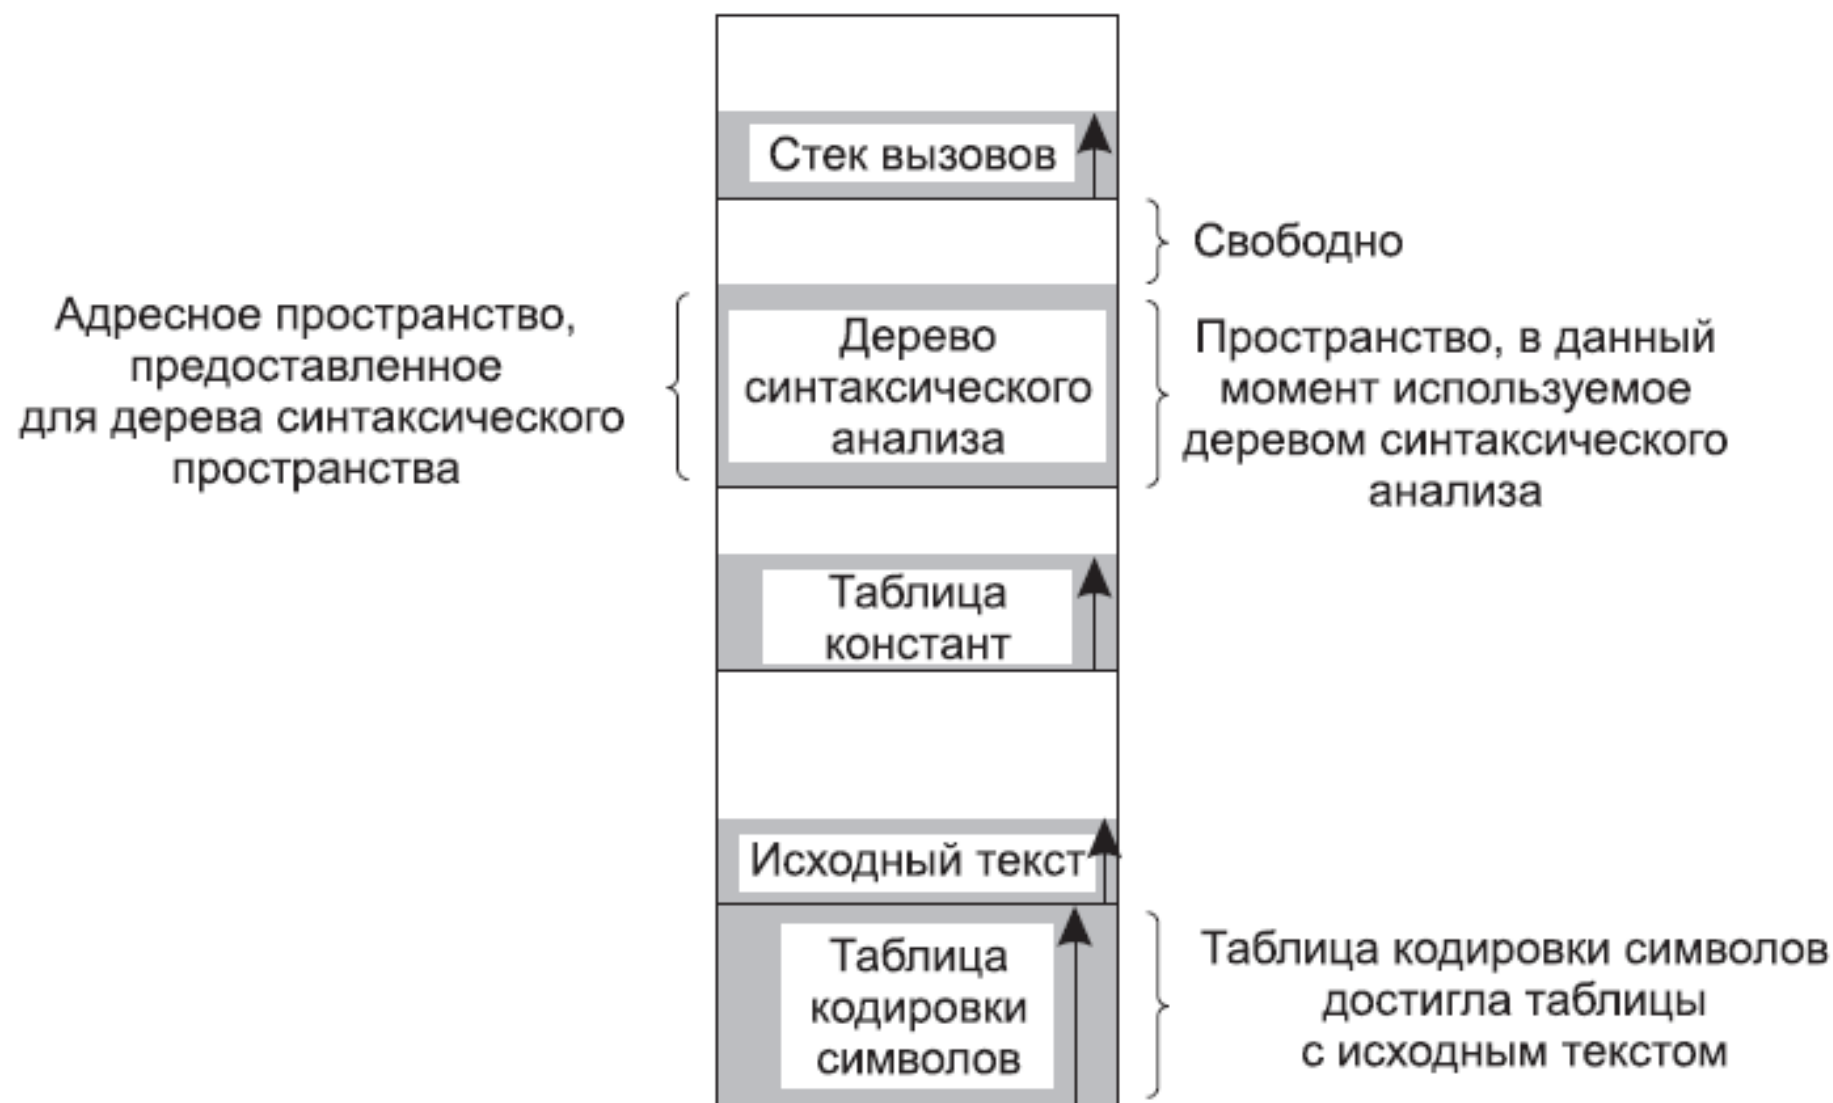 Стек вызовов
Свободно
Адресное пространство,
предоставленное
для дерева синтаксического
пространства
Дерево
синтаксического
анализа
Пространство, в данный
момент используемое
деревом синтаксического
анализа
Таблица
констант
Исходный текст
Таблица
кодировки
символов
Таблица кодировки символов
достигла таблицы
с исходным текстом